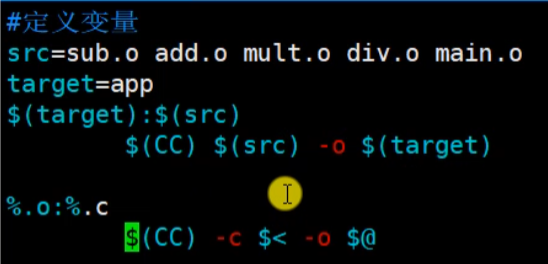 #定义变量
src=sub.o add.o mult.o div.o main.o
target=app
$(target):$(src)
$(CC) $(src) -o $(target)
%.o:%.c
$(CC) -c $< -o $@